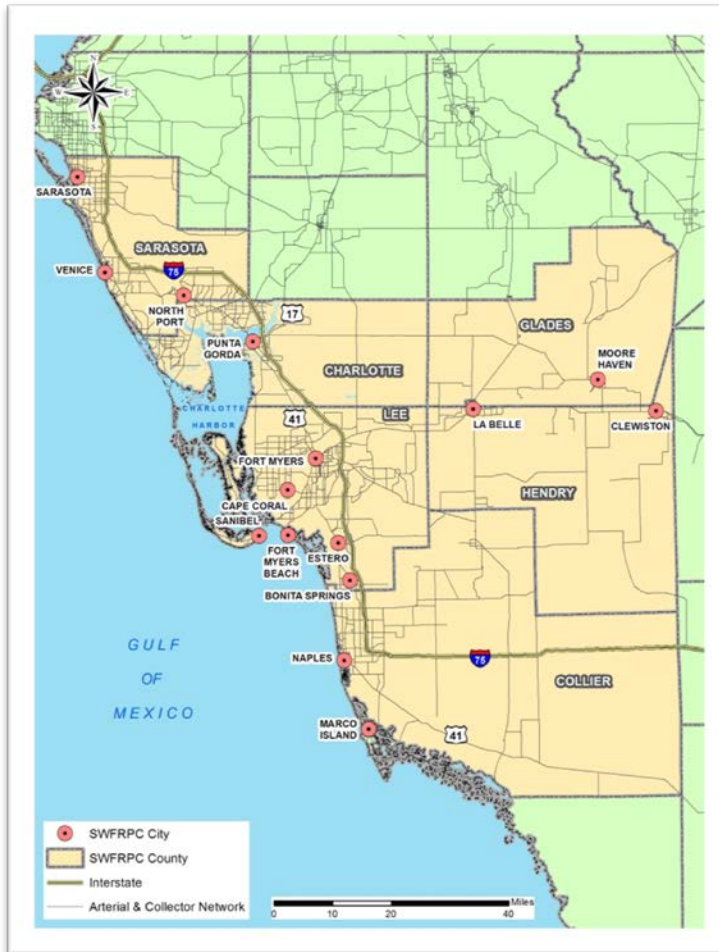 N
W E
S
SARASOTA
SARASOTA
75
VENICE
NORTH
PORT
17
PUNTA
GORDA
GLADES
MOORE
HAVEN
CHARLOTTE
CHARLOTTE
HARBOR
41
LEE
LA BELLE
CLEWISTON
FORT MYERS
CAPE CORAL
HENDRY
SANIBEL
FORT
MYERS
BEACH
ESTERO
BONITA SPRINGS
GULF
OF
MEXICO
NAPLES
75
COLLIER
MARCO
ISLAND
41
SWFRPC City
SWFRPC County
Interstate
Arterial & Collector Network
Miles
0 10 20 40